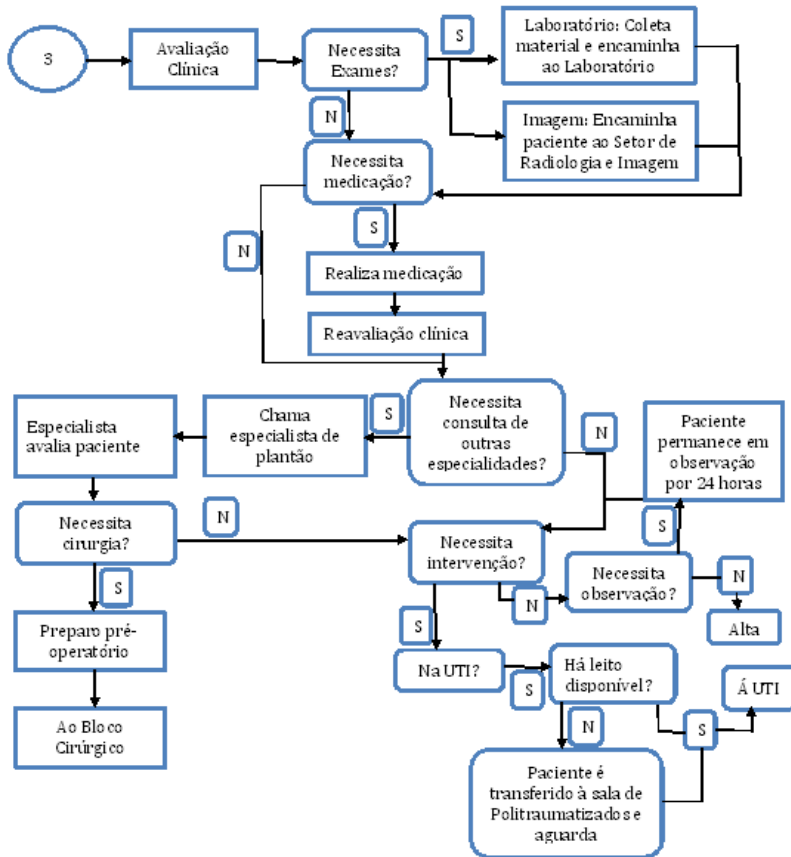 3
Avaliação
Clínica
Necessita
Exames?
S
Laboratório: Coleta
material e encaminha
ao Laboratório
N
Imagem: Encaminha
paciente ao Setor de
Radiologia e Imagem
Necessita
medicação?
N
S
Realiza medicação
Reavaliação clínica
Necessita
consulta de
outras
especialidades?
S
Chama
especialista de
plantão
Especialista
avalia paciente
N
Paciente
permanece em
observação
por 24 horas
Necessita
cirurgia?
N
S
Preparo pré-
operatório
Ao Bloco
Cirúrgico
Necessita
intervenção?
N
Necessita
observação?
S
N
Alta
S
Na UTI?
S
Há leito
disponível?
S
Á UTI
N
Paciente é
transferido à sala de
Politraumatizados e
aguarda